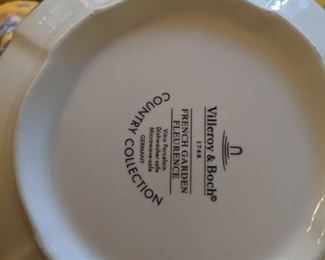 Villeroy & Boch®
1748
FRENCH GARDEN
FLEURENCE
Vitro Porcelain
Dishwasher-safe
Microwave-safe
GERMANY
COUNTRY COLLECTION